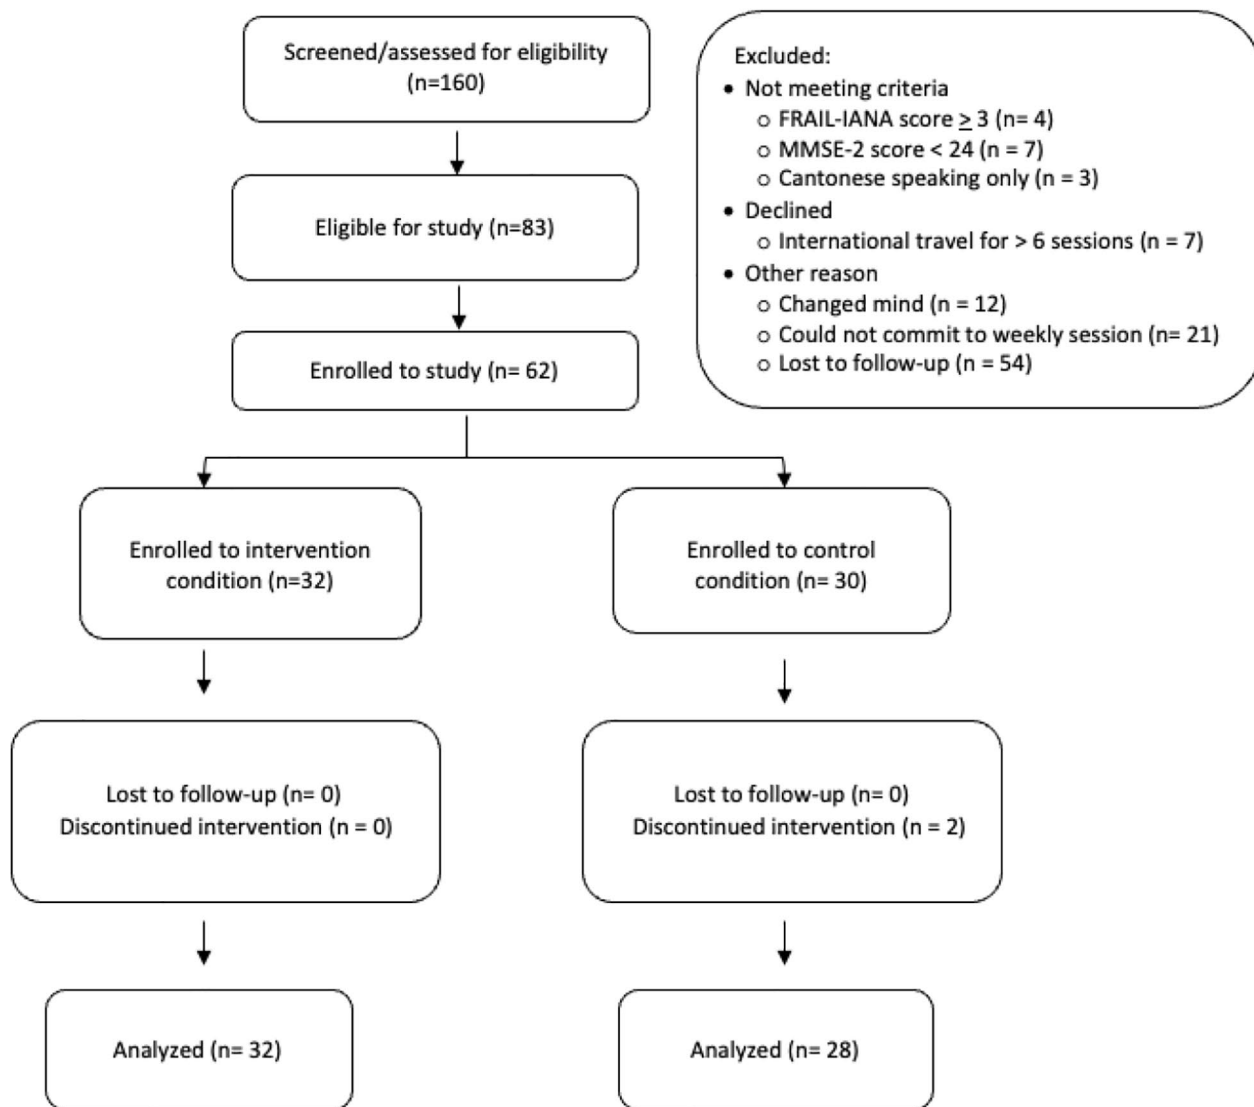 Screened/assessed for eligibility
(n=160)
Excluded:
• Not meeting criteria
o FRAIL-IANA score ≥ 3 (n= 4)
o MMSE-2 score < 24 (n = 7)
o Cantonese speaking only (n = 3)
• Declined
o International travel for > 6 sessions (n = 7)
• Other reason
o Changed mind (n = 12)
o Could not commit to weekly session (n= 21)
o Lost to follow-up (n = 54)
Eligible for study (n=83)
Enrolled to study (n= 62)
Enrolled to intervention
condition (n=32)
Enrolled to control
condition (n= 30)
Lost to follow-up (n= 0)
Discontinued intervention (n = 0)
Lost to follow-up (n= 0)
Discontinued intervention (n = 2)
Analyzed (n= 32)
Analyzed (n= 28)